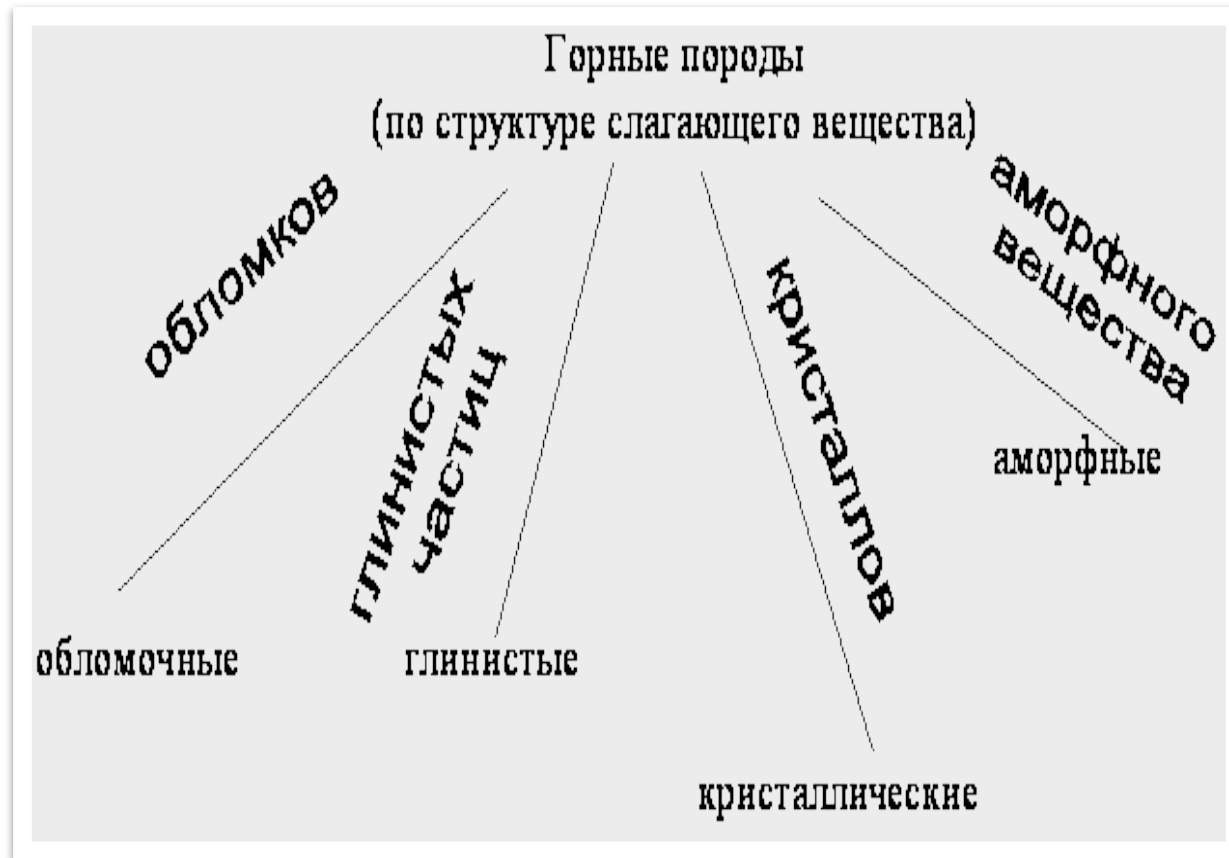 Горные породы
(по структуре слагающего вещества)
обломков
глинистых
частиц
кристаллов
аморфного
вещества
аморфные
обломочные
глинистые
кристаллические